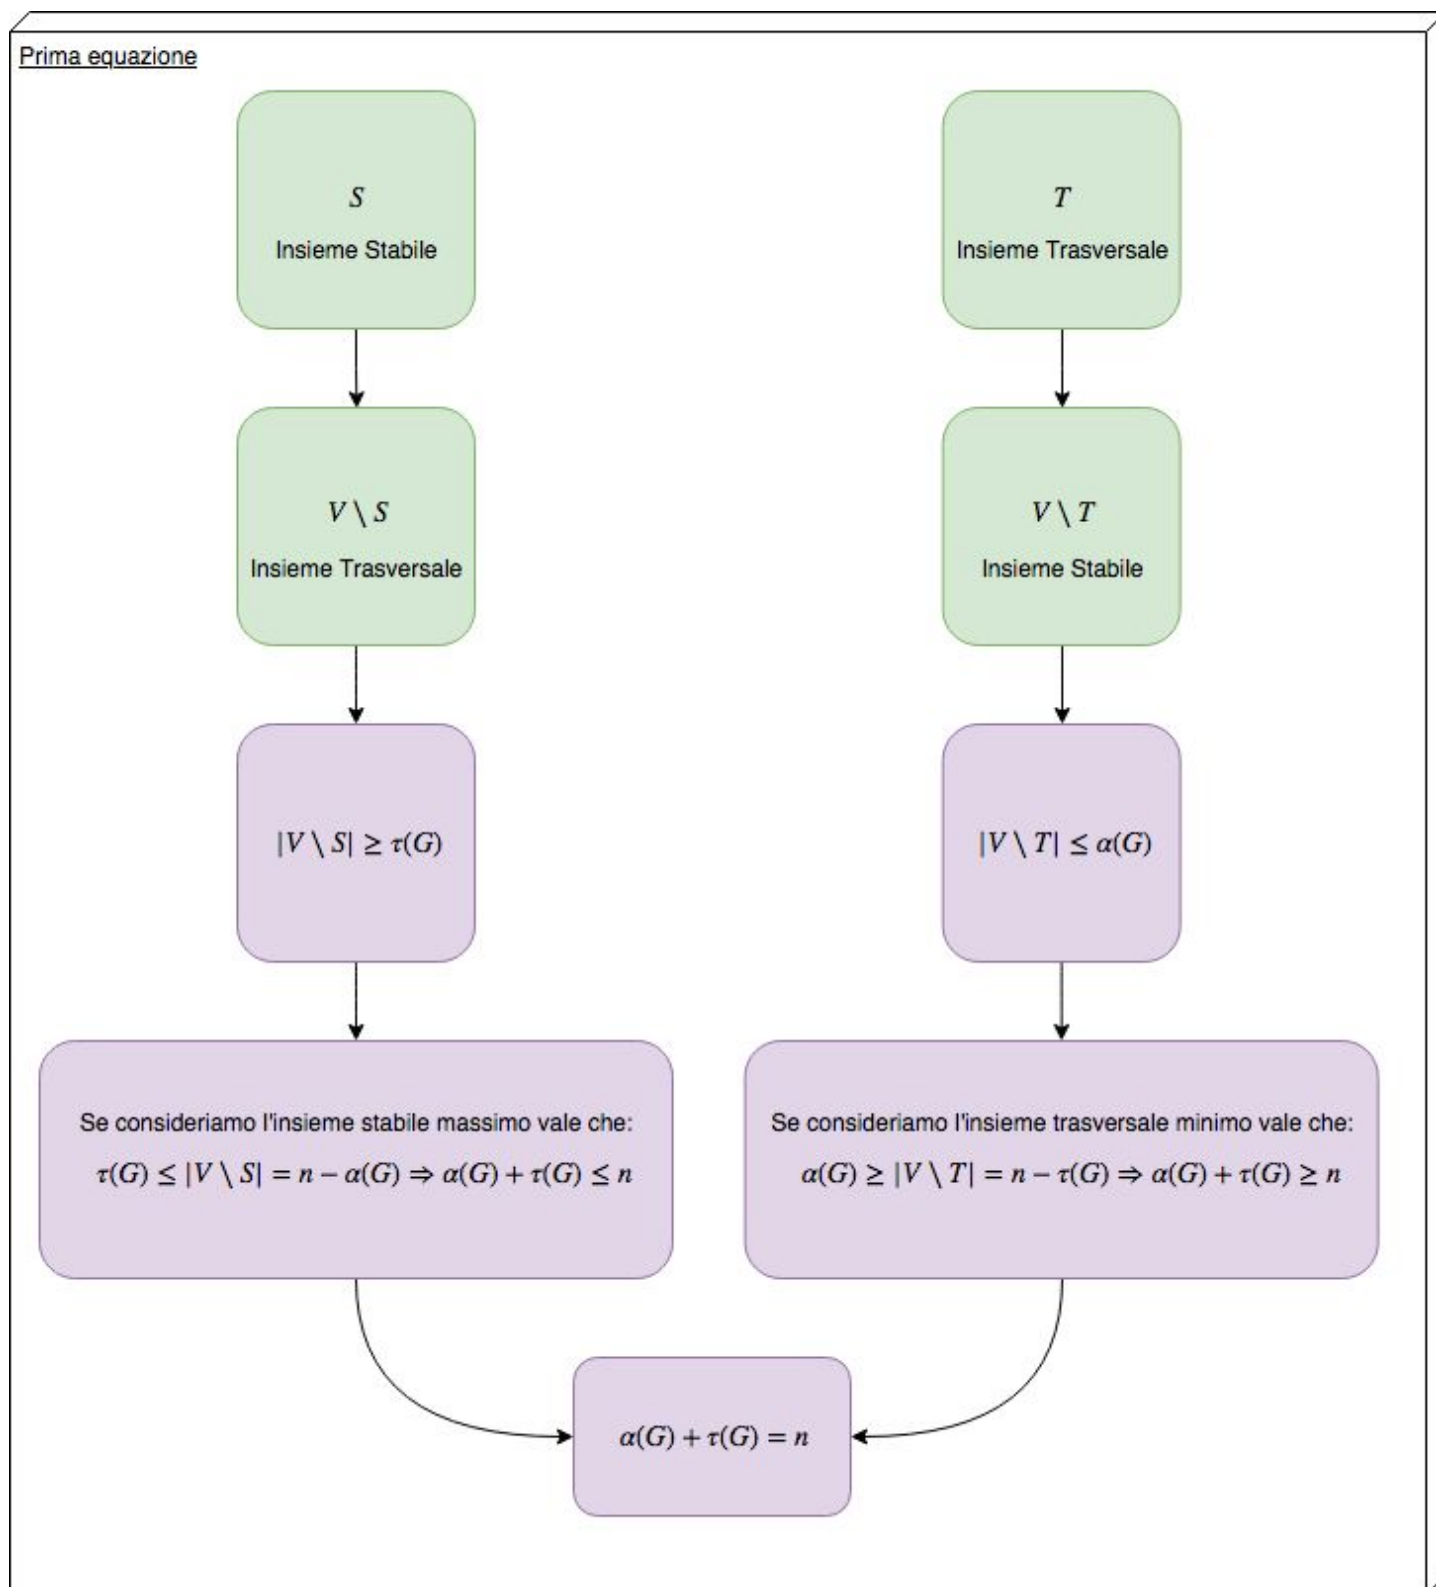 Prima equazione
S
Insieme Stabile
T
Insieme Trasversale
V \ S
Insieme Trasversale
V \ T
Insieme Stabile
|V \ S| ≥ τ(G)
|V \ T| ≤ α(G)
Se consideriamo l'insieme stabile massimo vale che:
τ(G) ≤ |V \ S| = n − α(G) ⇒ α(G) + τ(G) ≤ n
Se consideriamo l'insieme trasversale minimo vale che:
α(G) ≥ |V \ T| = n − τ(G) ⇒ α(G) + τ(G) ≥ n
α(G) + τ(G) = n